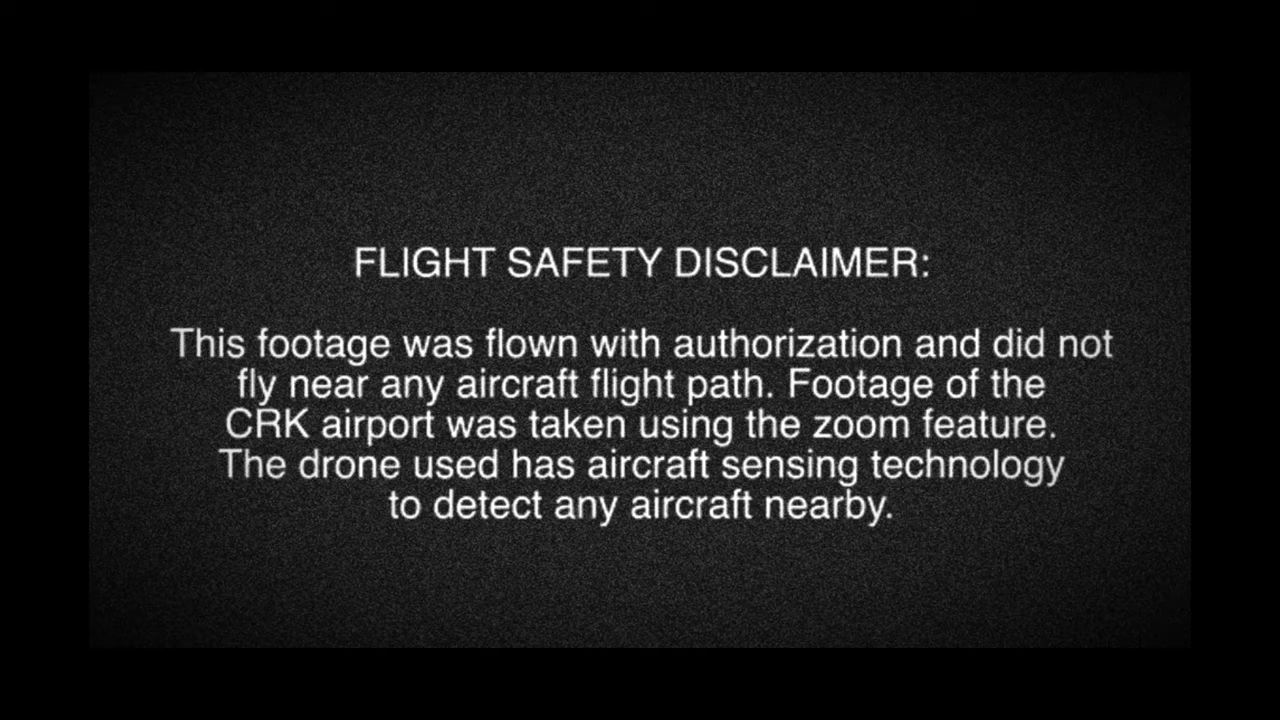 FLIGHT SAFETY DISCLAIMER:
This footage was flown with authorization and did not
fly near any aircraft flight path. Footage of the
CRK airport was taken using the zoom feature.
The drone used has aircraft sensing technology
to detect any aircraft nearby.